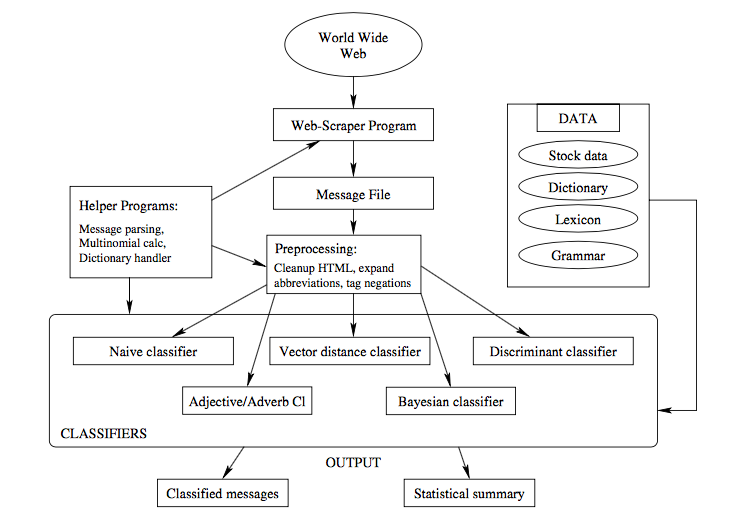 World Wide
Web
Web-Scraper Program
DATA
Stock data
Dictionary
Lexicon
Grammar
Message File
Helper Programs:
Message parsing,
Multinomial calc,
Dictionary handler
Preprocessing:
Cleanup HTML, expand
abbreviations, tag negations
Naive classifier
Vector distance classifier
Discriminant classifier
Adjective/Adverb Cl
Bayesian classifier
CLASSIFIERS
OUTPUT
Classified messages
Statistical summary